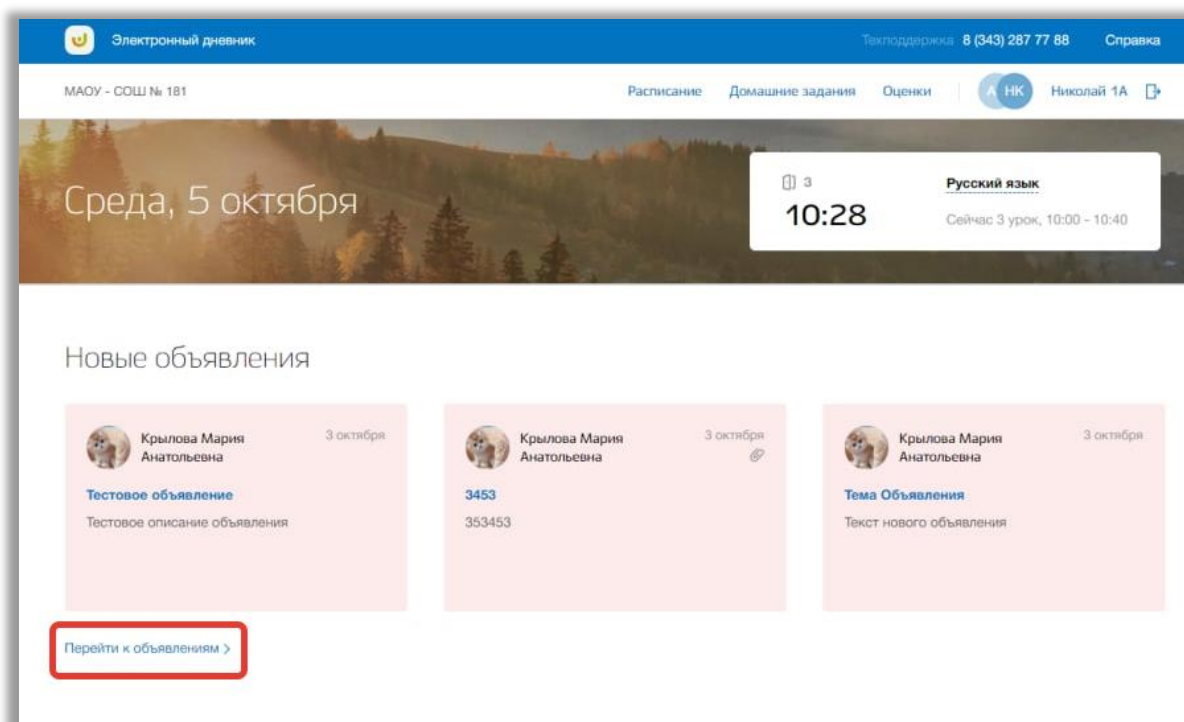 Электронный дневник
Техподдержка 8 (343) 287 77 88 Справка
МАОУ - СОШ № 181
Расписание Домашние задания Оценки А НК Николай 1А
Среда, 5 октября
3 Русский язык
10:28 Сейчас 3 урок, 10:00 - 10:40
Новые объявления
Крылова Мария
Анатольевна
3 октября
Тестовое объявление
Тестовое описание объявления
Крылова Мария
Анатольевна
3 октября
3453
353453
Крылова Мария
Анатольевна
3 октября
Тема Объявления
Текст нового объявления
Перейти к объявлениям >